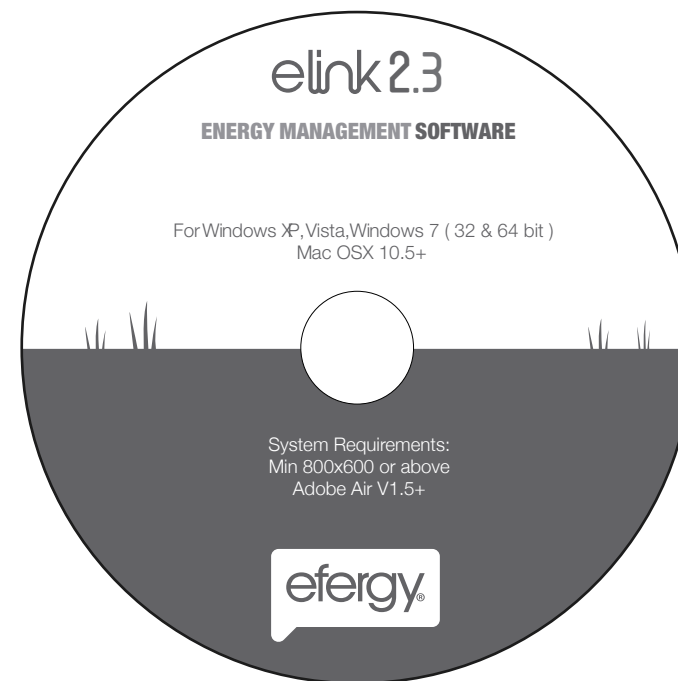 elink 2.3
ENERGY MANAGEMENT SOFTWARE
For Windows XP, Vista, Windows 7 ( 32 & 64 bit )
Mac OSX 10.5+
System Requirements:
Min 800x600 or above
Adobe Air V1.5+
efergy®